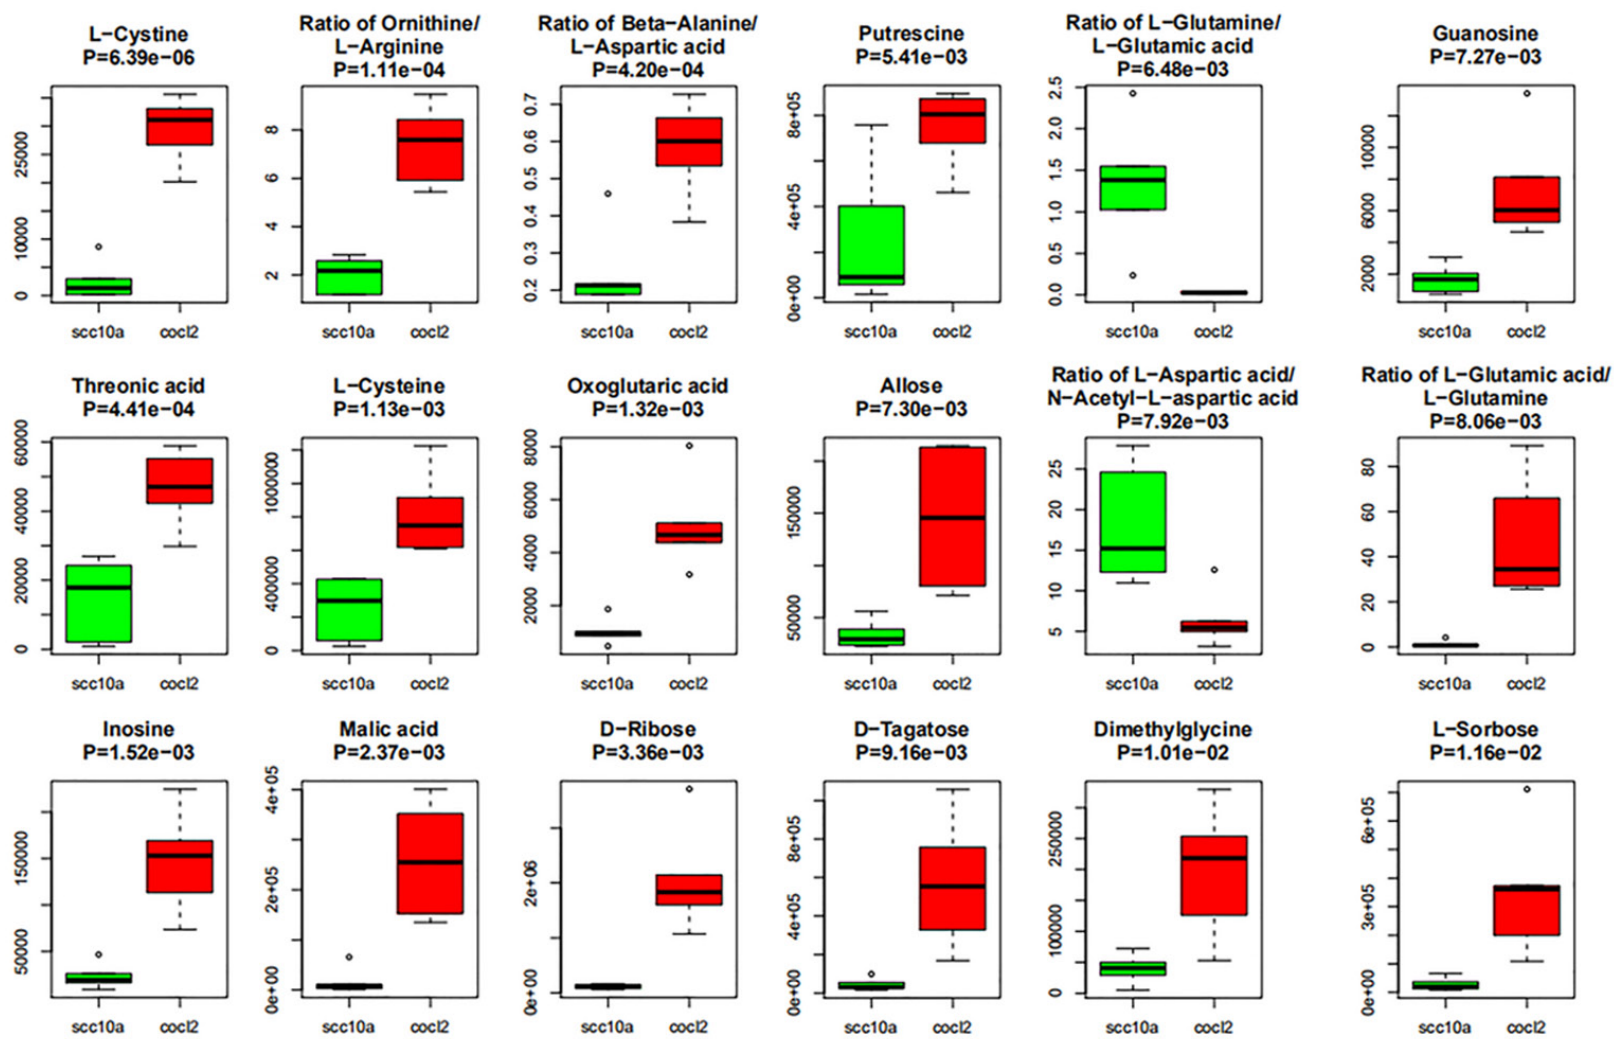 L−Cystine
P=6.39e−06
25000
10000
0
scc10a cocl2
Ratio of Ornithine/
L−Arginine
P=1.11e−04
8
6
4
2
scc10a cocl2
Ratio of Beta−Alanine/
L−Aspartic acid
P=4.20e−04
0.7
0.6
0.5
0.4
0.3
0.2
scc10a cocl2
Putrescine
P=5.41e−03
8e+05
4e+05
0e+00
scc10a cocl2
Ratio of L−Glutamine/
L−Glutamic acid
P=6.48e−03
2.5
2.0
1.5
1.0
0.5
0.0
scc10a cocl2
Guanosine
P=7.27e−03
10000
6000
2000
scc10a cocl2
Threonic acid
P=4.41e−04
60000
40000
20000
0
scc10a cocl2
L−Cysteine
P=1.13e−03
1000000
400000
0
scc10a cocl2
Oxoglutaric acid
P=1.32e−03
8000
6000
4000
2000
scc10a cocl2
Allose
P=7.30e−03
150000
50000
scc10a cocl2
Ratio of L−Aspartic acid/
N−Acetyl−L−aspartic acid
P=7.92e−03
25
20
15
10
5
scc10a cocl2
Ratio of L−Glutamic acid/
L−Glutamine
P=8.06e−03
80
60
40
20
0
scc10a cocl2
Inosine
P=1.52e−03
150000
50000
scc10a cocl2
Malic acid
P=2.37e−03
4e+05
2e+05
0e+00
scc10a cocl2
D−Ribose
P=3.36e−03
2e+06
0e+00
scc10a cocl2
D−Tagatose
P=9.16e−03
8e+05
4e+05
0e+00
scc10a cocl2
Dimethylglycine
P=1.01e−02
250000
100000
0
scc10a cocl2
L−Sorbose
P=1.16e−02
6e+05
3e+05
0e+00
scc10a cocl2